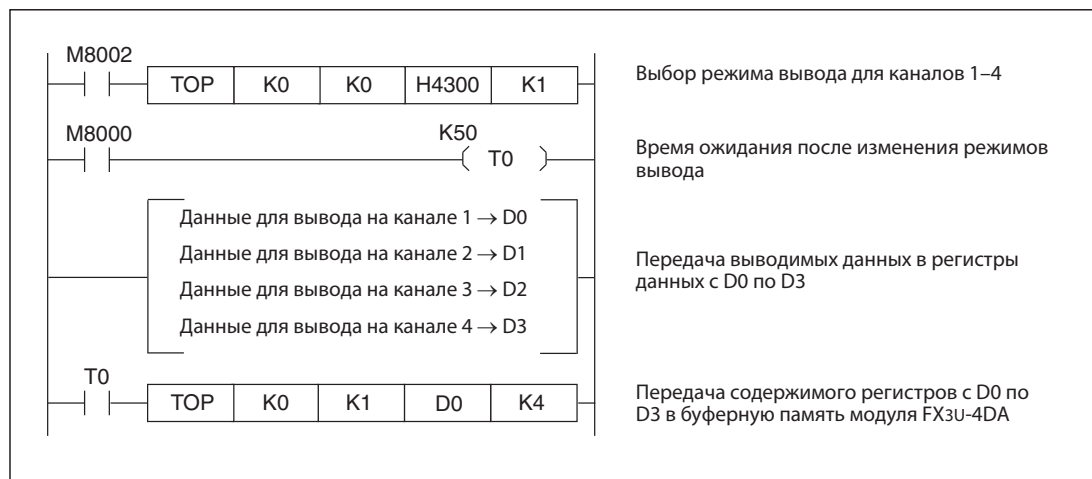 M8002
TOP K0 K0 H4300 K1
Выбор режима вывода для каналов 1–4
M8000
K50
T0
Время ожидания после изменения режимов
вывода
Данные для вывода на канале 1 → D0
Данные для вывода на канале 2 → D1
Данные для вывода на канале 3 → D2
Данные для вывода на канале 4 → D3
Передача выводимых данных в регистры
данных с D0 по D3
T0
TOP K0 K1 D0 K4
Передача содержимого регистров с D0 по
D3 в буферную память модуля FX3U-4DA